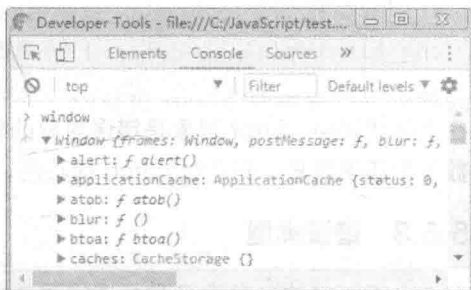 Developer Tools - file:///C:/JavaScript/test....
Elements Console Sources »
top ▼ Filter Default levels ▼
> window
▼ Window {frames: Window, postMessage: ƒ, blur: ƒ,
▶ alert: ƒ alert()
▶ applicationCache: ApplicationCache {status: 0,
▶ atob: ƒ atob()
▶ blur: ƒ ()
▶ btoa: ƒ btoa()
▶ caches: CacheStorage {}